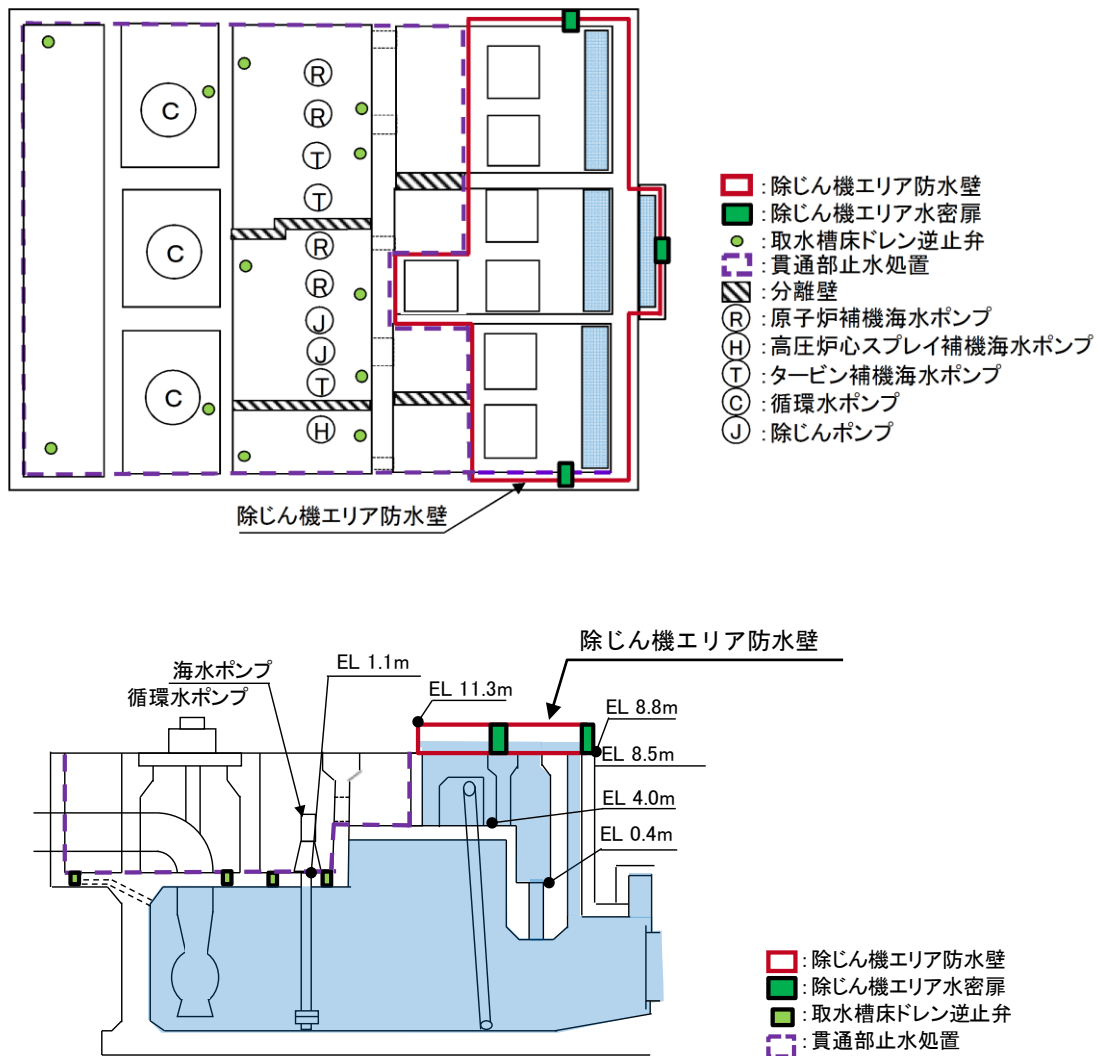 C
C
C
R
R
T
T
R
R
J
J
T
H
除じん機エリア防水壁
:除じん機エリア防水壁
:除じん機エリア水密扉
:取水槽床ドレン逆止弁
:貫通部止水処置
:分離壁
R:原子炉補機海水ポンプ
H:高圧炉心スプレイ補機海水ポンプ
T:タービン補機海水ポンプ
C:循環水ポンプ
J:除じんポンプ
除じん機エリア防水壁
海水ポンプ
循環水ポンプ
EL 1.1m
EL 11.3m
EL 8.8m
EL 8.5m
EL 4.0m
EL 0.4m
:除じん機エリア防水壁
:除じん機エリア水密扉
:取水槽床ドレン逆止弁
:貫通部止水処置